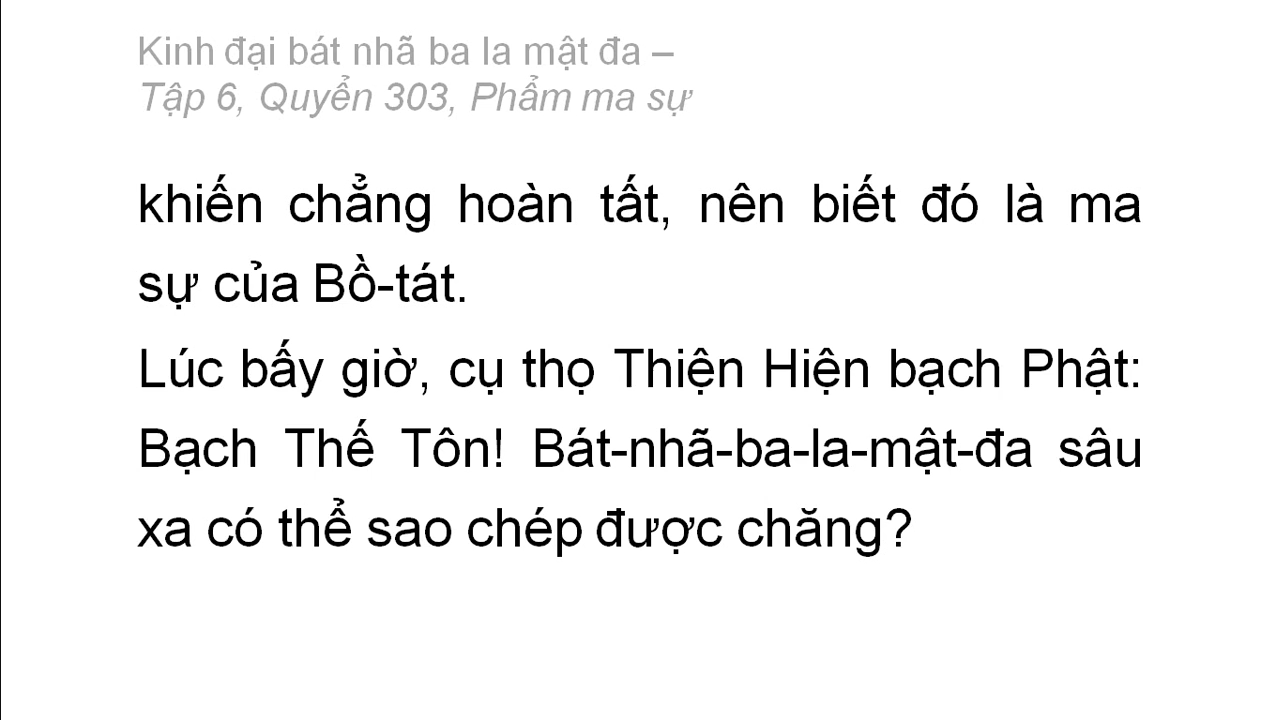 Kinh đại bát nhã ba la mật đa –
Tập 6, Quyển 303, Phẩm ma sự
khiến chẳng hoàn tất, nên biết đó là ma
sự của Bồ-tát.
Lúc bấy giờ, cụ thọ Thiện Hiện bạch Phật:
Bạch Thế Tôn! Bát-nhã-ba-la-mật-đa sâu
xa có thể sao chép được chăng?